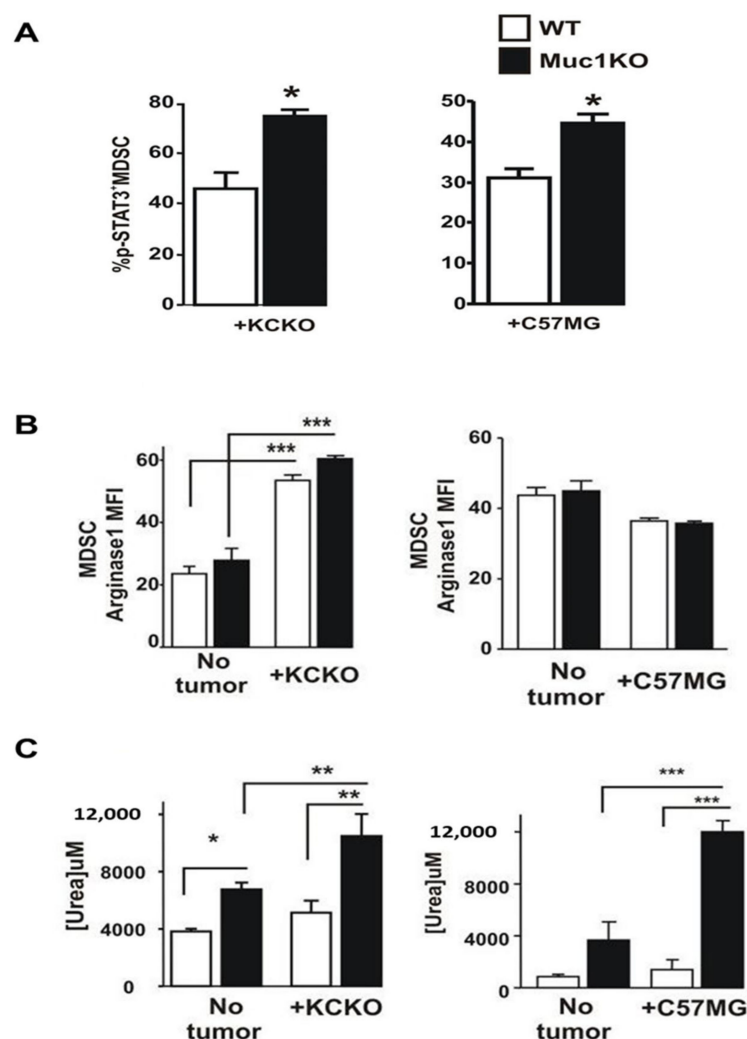 A
WT
Muc1KO
%p-STAT3+MDSC
80
60
40
20
0
*
+KCKO
50
40
30
20
10
0
*
+C57MG
B
MDSC
Arginase1 MFI
60
40
20
0
***
***
No
tumor
+KCKO
MDSC
Arginase1 MFI
60
40
20
0
No
tumor
+C57MG
C
[Urea]uM
12,000
8000
4000
0
*
**
**
No
tumor
+KCKO
[Urea]uM
12,000
8000
4000
0
***
***
No
tumor
+C57MG